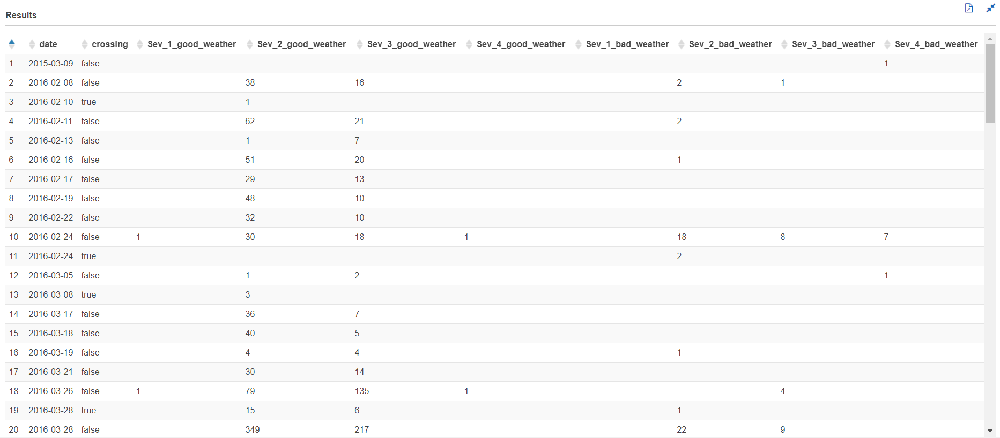 Results
date crossing Sev_1_good_weather Sev_2_good_weather Sev_3_good_weather Sev_4_good_weather Sev_1_bad_weather Sev_2_bad_weather Sev_3_bad_weather Sev_4_bad_weather
1 2015-03-09 false 1
2 2016-02-08 false 38 16 2 1
3 2016-02-10 true 1
4 2016-02-11 false 62 21 2
5 2016-02-13 false 1 7
6 2016-02-16 false 51 20 1
7 2016-02-17 false 29 13
8 2016-02-19 false 48 10
9 2016-02-22 false 32 10
10 2016-02-24 false 1 30 18 1 18 8 7
11 2016-02-24 true 2
12 2016-03-05 false 1 2 1
13 2016-03-08 true 3
14 2016-03-17 false 36 7
15 2016-03-18 false 40 5
16 2016-03-19 false 4 4 1
17 2016-03-21 false 30 14
18 2016-03-26 false 1 79 135 1 4
19 2016-03-28 true 15 6 1
20 2016-03-28 false 349 217 22 9